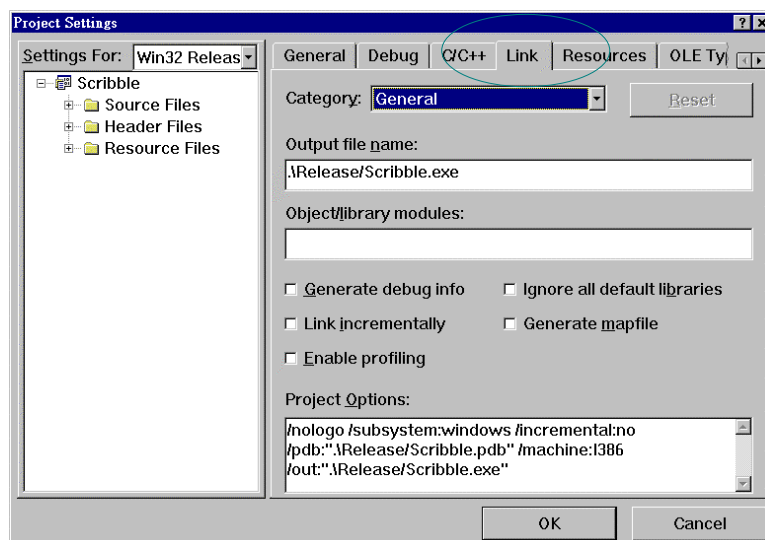 Project Settings
Settings For: Win32 Releas
Scribble
Source Files
Header Files
Resource Files
General Debug C/C++ Link Resources OLE Ty
Category: General
Reset
Output file name:
.\Release/Scribble.exe
Object/library modules:
Generate debug info
Ignore all default libraries
Link incrementally
Generate mapfile
Enable profiling
Project Options:
/nologo /subsystem:windows /incremental:no
/pdb:".\Release/Scribble.pdb" /machine:I386
/out:".\Release/Scribble.exe"
OK
Cancel